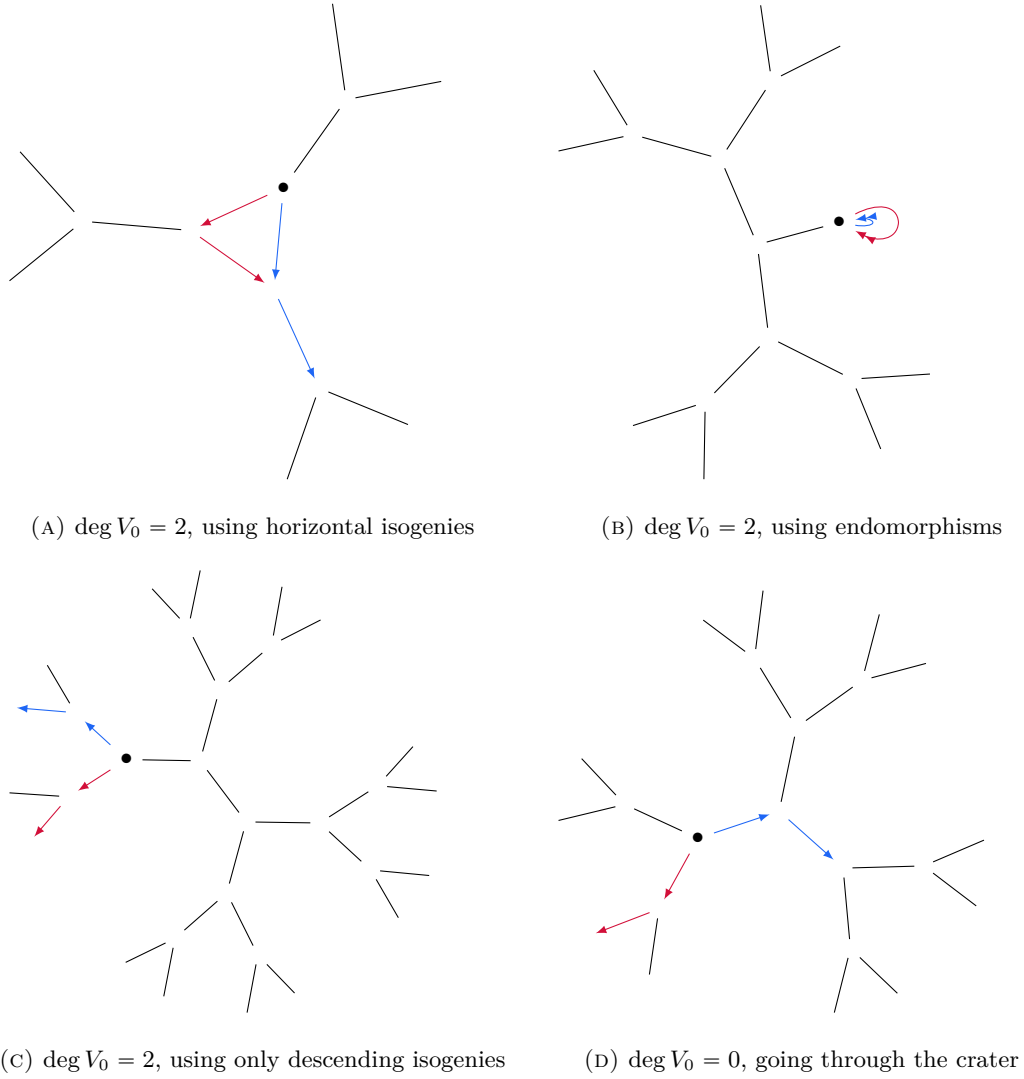 (A) deg V₀ = 2, using horizontal isogenies
(B) deg V₀ = 2, using endomorphisms
(C) deg V₀ = 2, using only descending isogenies
(D) deg V₀ = 0, going through the crater